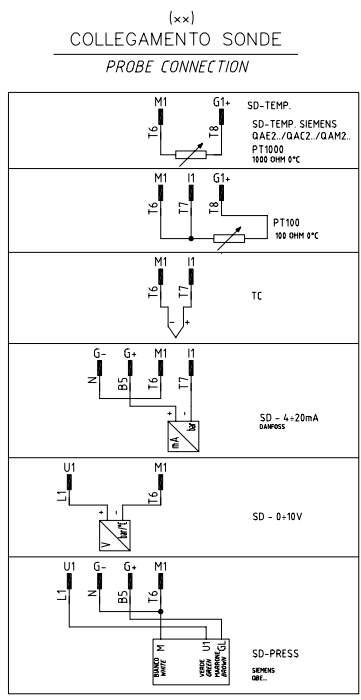 (××)
COLLEGAMENTO SONDE
PROBE CONNECTION
M1 G1+
T6 T8
SD-TEMP.
SD-TEMP. SIEMENS
QAE2../QAC2../QAM2..
PT1000
1000 OHM 0°C
M1 I1 G1+
T6 T7 T8
PT100
100 OHM 0°C
M1 I1
T6 T7
- +
TC
G- G+ M1 I1
N B5 T6 T7
+ -
mA bar
SD - 4÷20mA
DANFOSS
U1 M1
L1 T6
+ -
V bar/°C
SD - 0÷10V
U1 G- G+ M1
L1 N B5 T6
M U1 GL
BIANCO VERDE MARRONE
WHITE GREEN BROWN
SD-PRESS
SIEMENS
QBE..